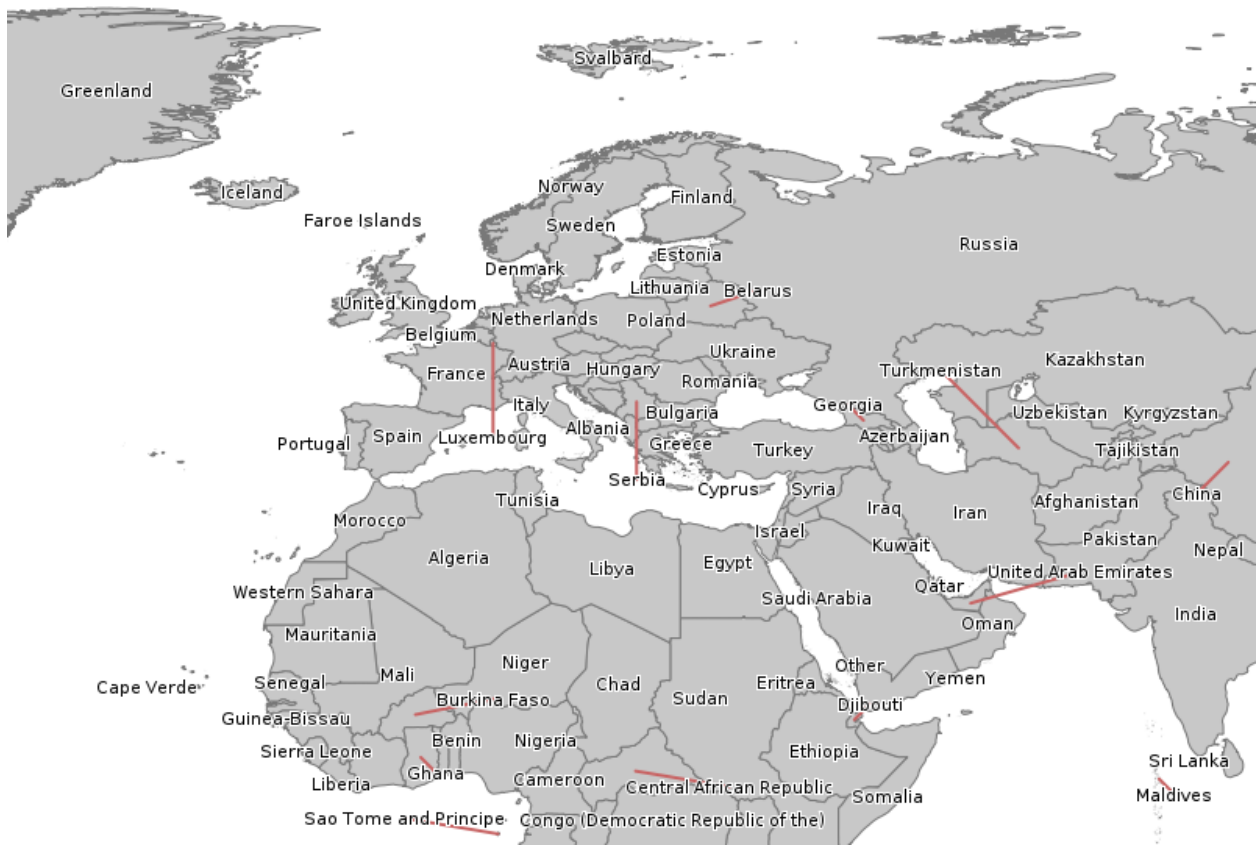 Svalbard
Greenland
Norway
Iceland
Finland
Faroe Islands
Sweden
Russia
Estonia
Denmark
Lithuania
Belarus
United Kingdom
Netherlands
Poland
Belgium
Ukraine
Kazakhstan
Austria
Hungary
Turkmenistan
France
Romania
Italy
Georgia
Bulgaria
Uzbekistan
Kyrgyzstan
Albania
Portugal
Spain
Luxembourg
Greece
Azerbaijan
Turkey
Tajikistan
Serbia
Cyprus
Syria
China
Tunisia
Afghanistan
Iraq
Iran
Morocco
Israel
Pakistan
Kuwait
Nepal
Algeria
Libya
Egypt
United Arab Emirates
Qatar
Western Sahara
Saudi Arabia
India
Oman
Mauritania
Niger
Other
Mali
Yemen
Senegal
Chad
Eritrea
Cape Verde
Burkina Faso
Sudan
Djibouti
Guinea-Bissau
Benin
Nigeria
Sierra Leone
Ethiopia
Sri Lanka
Ghana
Cameroon
Liberia
Central African Republic
Somalia
Maldives
Sao Tome and Principe
Congo (Democratic Republic of the)